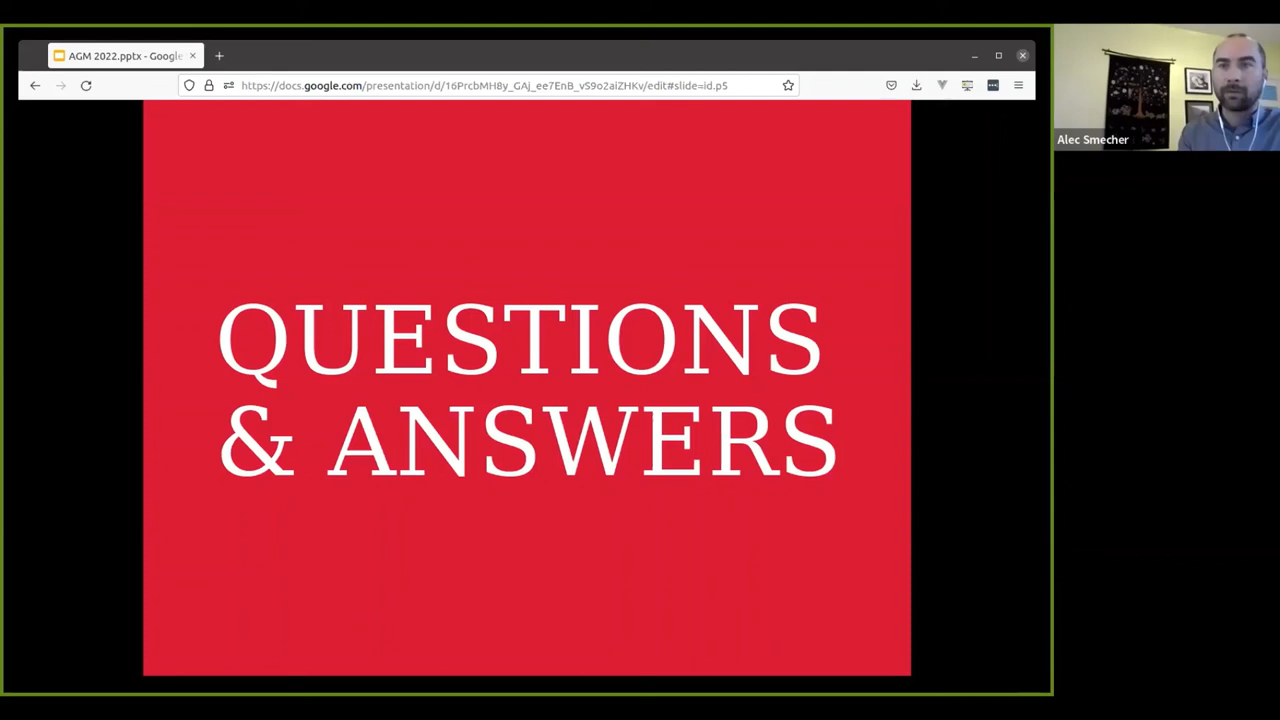 AGM 2022.pptx - Google
https://docs.google.com/presentation/d/16PrcbMH8y_GAj_ee7EnB_vS9o2aiZHKv/edit#slide=id.p5
Alec Smecher
QUESTIONS
& ANSWERS